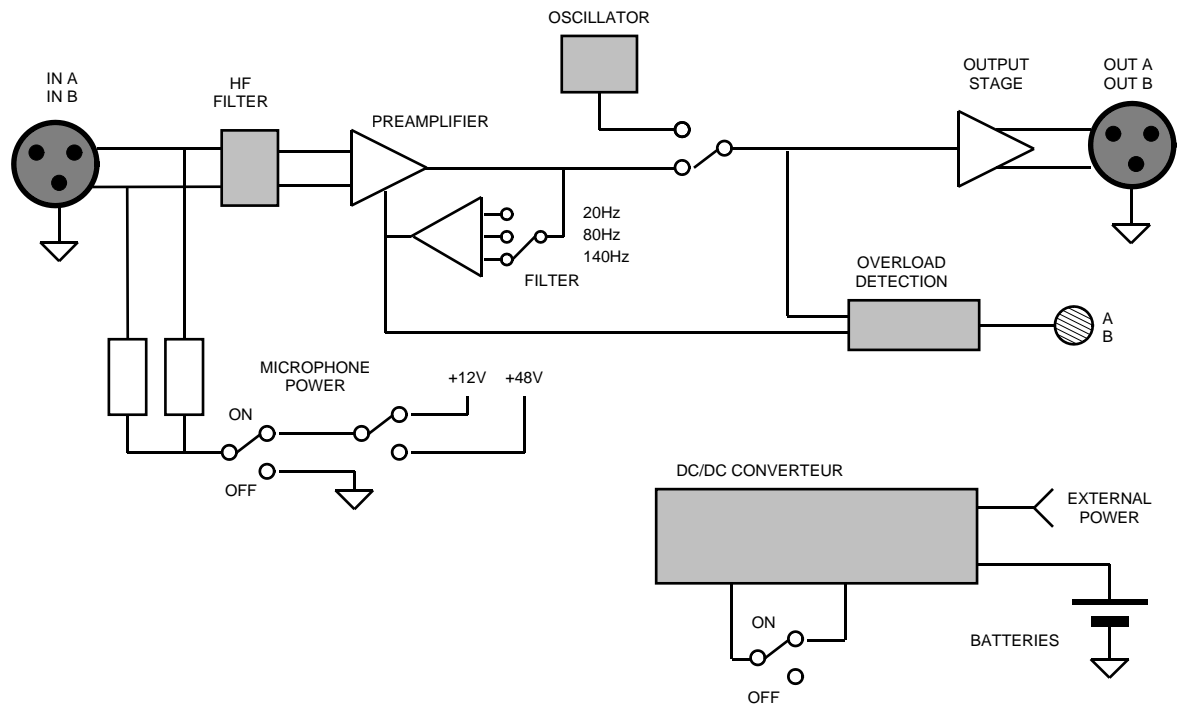 OSCILLATOR
IN A
IN B
HF
FILTER
PREAMPLIFIER
OUTPUT
STAGE
OUT A
OUT B
20Hz
80Hz
140Hz
FILTER
OVERLOAD
DETECTION
A
B
MICROPHONE
POWER
+12V
+48V
ON
OFF
DC/DC CONVERTEUR
EXTERNAL
POWER
ON
OFF
BATTERIES